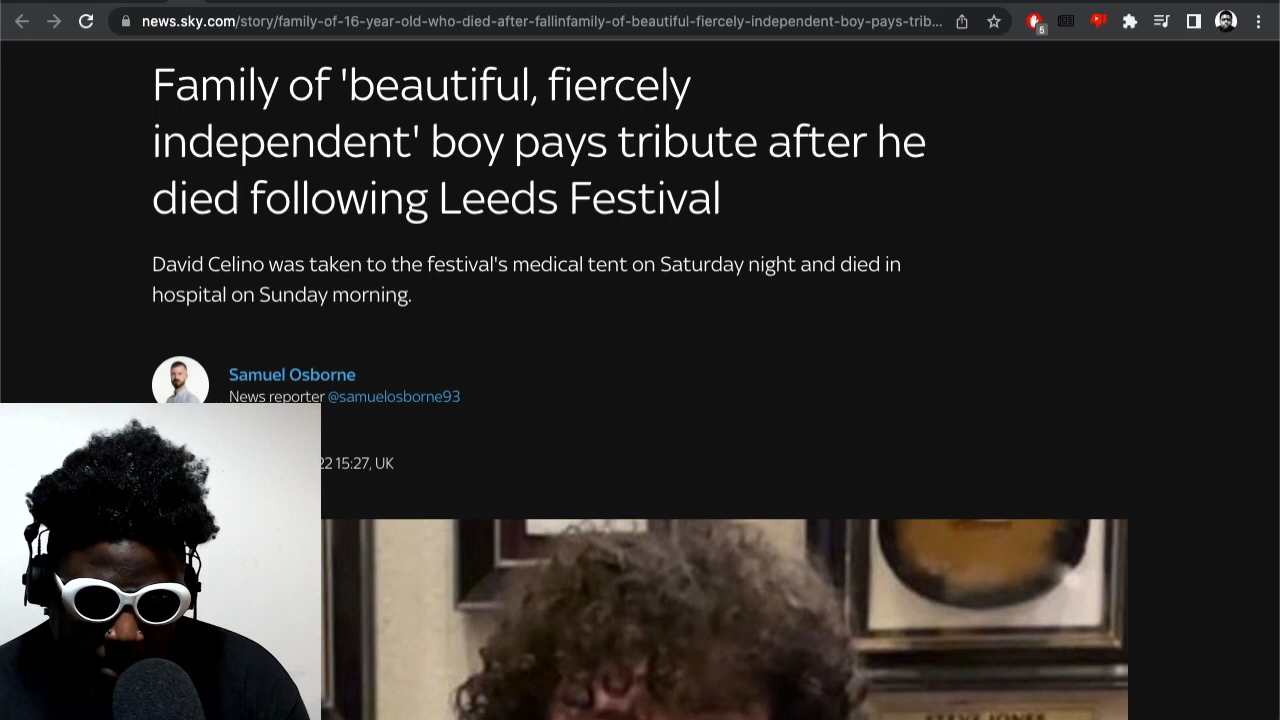 news.sky.com/story/family-of-16-year-old-who-died-after-fallinfamily-of-beautiful-fiercely-independent-boy-pays-trib...
5
Family of 'beautiful, fiercely
independent' boy pays tribute after he
died following Leeds Festival
David Celino was taken to the festival's medical tent on Saturday night and died in
hospital on Sunday morning.
Samuel Osborne
News reporter @samuelosborne93
22 15:27, UK
STEVE JONES